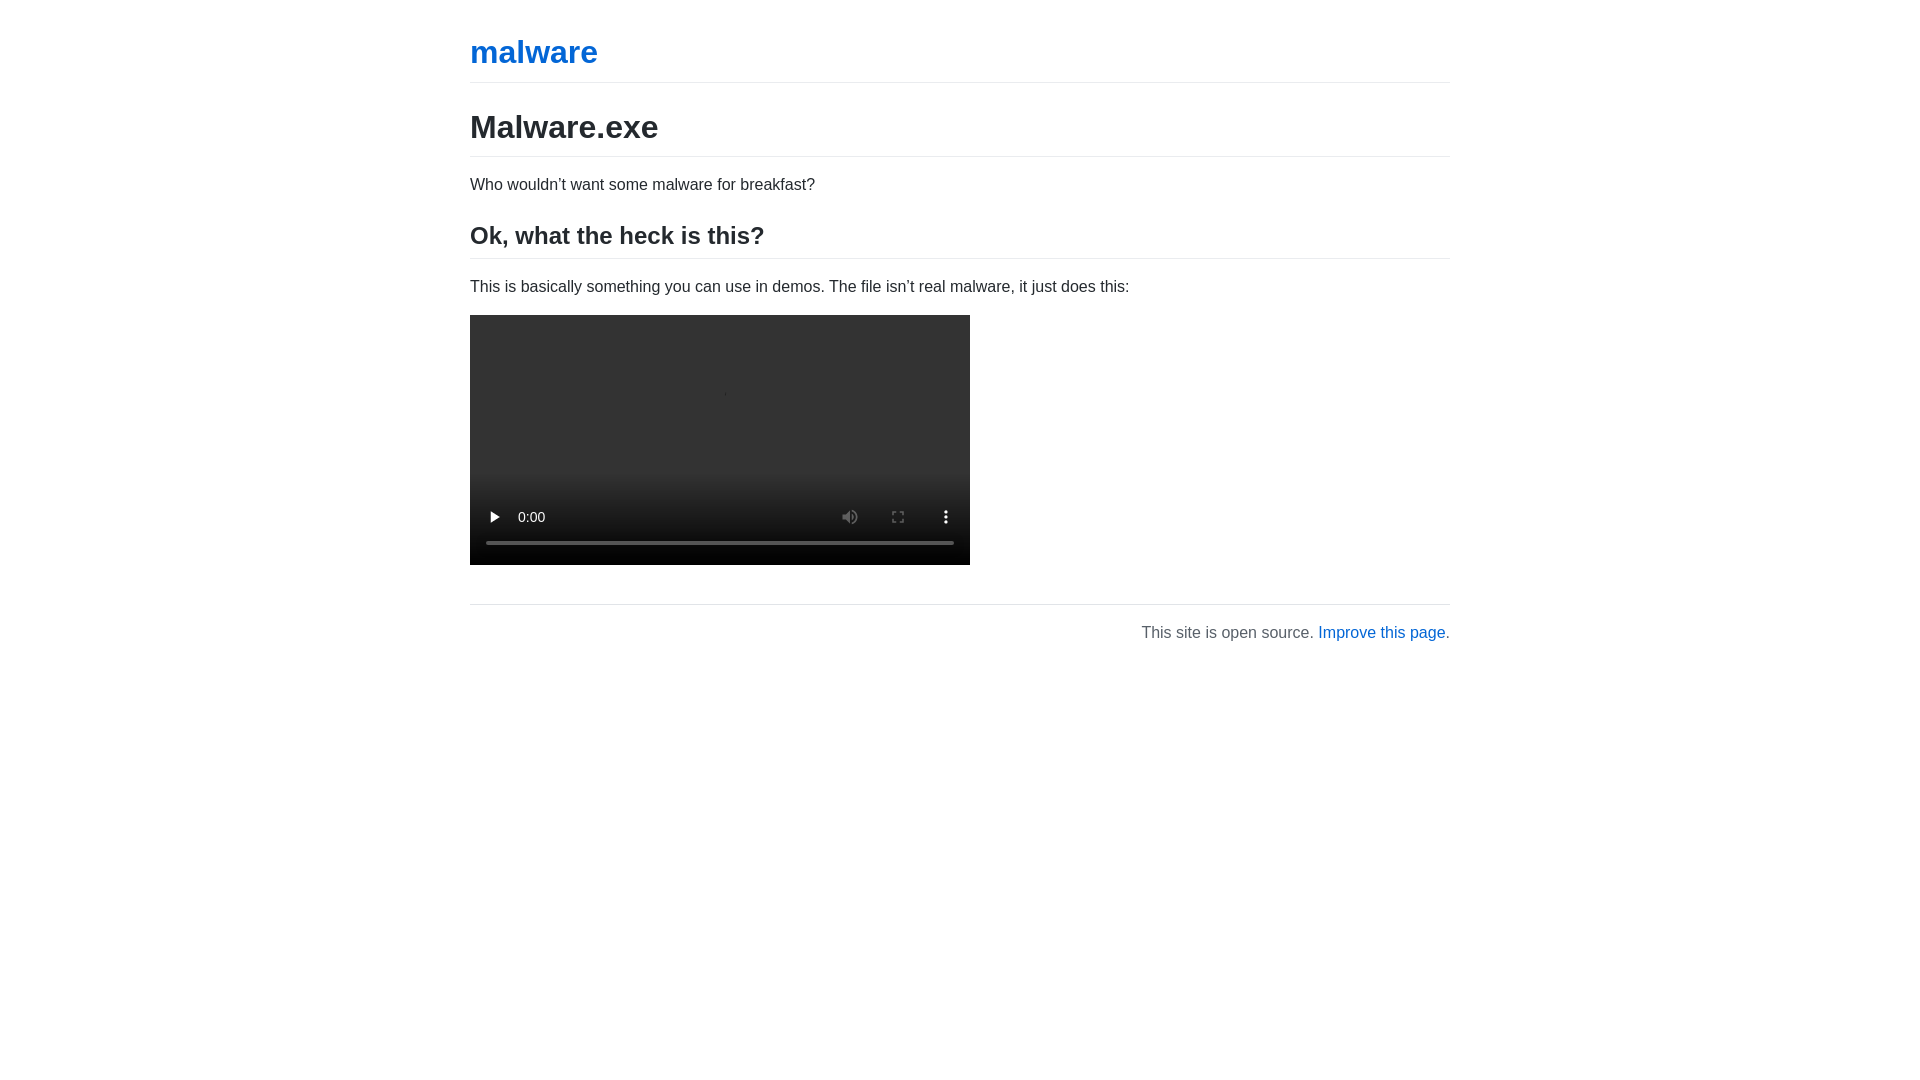 malware
Malware.exe
Who wouldn’t want some malware for breakfast?
Ok, what the heck is this?
This is basically something you can use in demos. The file isn’t real malware, it just does this:
0:00
This site is open source. Improve this page.